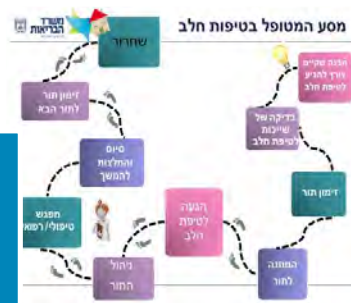 מסע המטופל בטיפות חלב
משרד
הבריאות
הבנה שקיים
צורך להגיע
לטיפת חלב
בדיקה של
שייכות
לטיפת חלב
זימון תור
המתנה
לתור
הגעה
לטיפת
חלב
ניהול
התור
מפגש
טיפולי/רפואי
סיום
והמלצות
להמשך
זימון תור
לתור הבא
שחרור